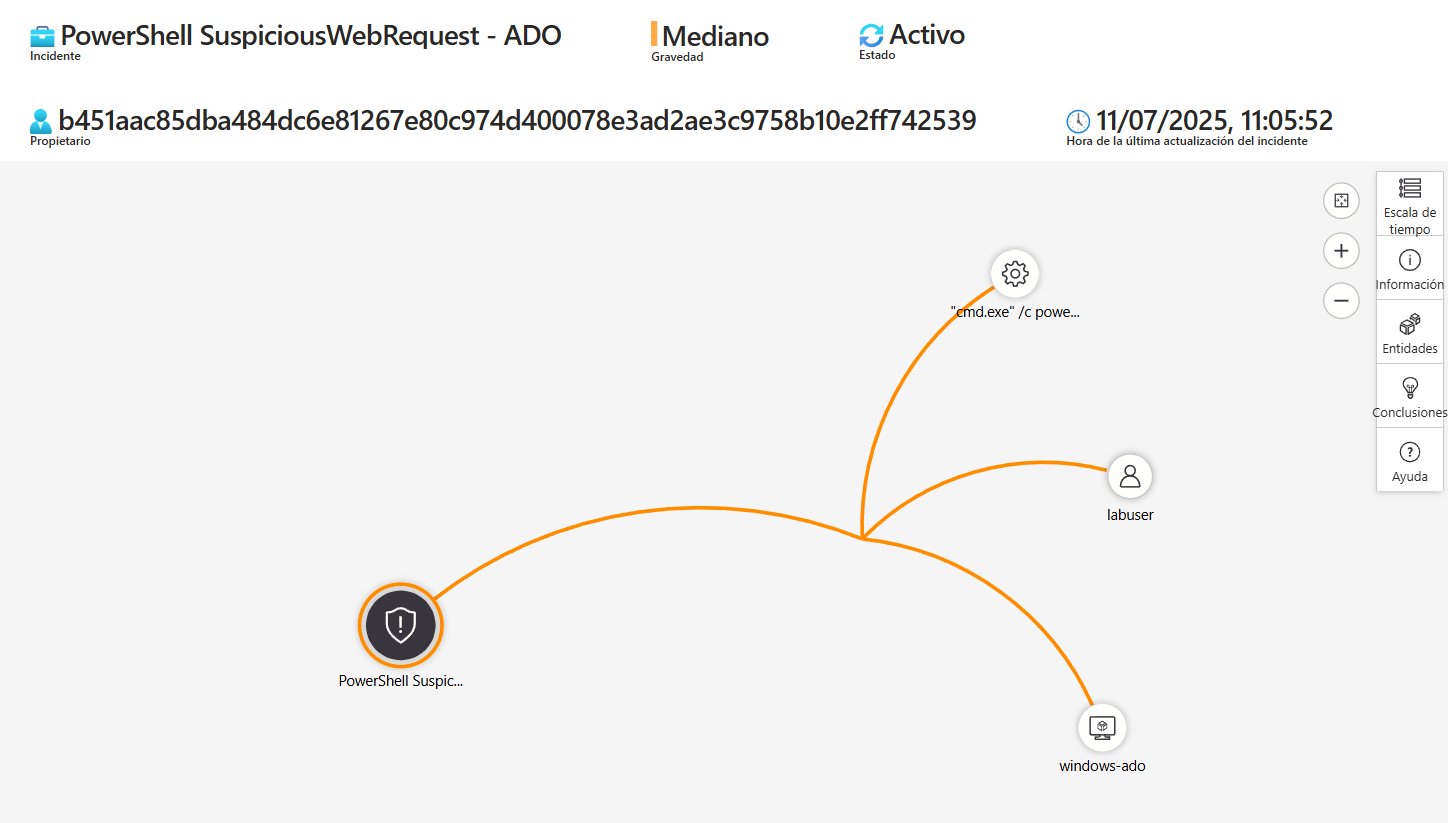 PowerShell SuspiciousWebRequest - ADO
Incidente
Mediano
Gravedad
Activo
Estado
b451aac85dba484dc6e81267e80c974d400078e3ad2ae3c9758b10e2ff742539
Propietario
11/07/2025, 11:05:52
Hora de la última actualización del incidente
Escala de
tiempo
Información
Entidades
Conclusiones
Ayuda
"cmd.exe" /c powe...
labuser
PowerShell Suspic...
windows-ado